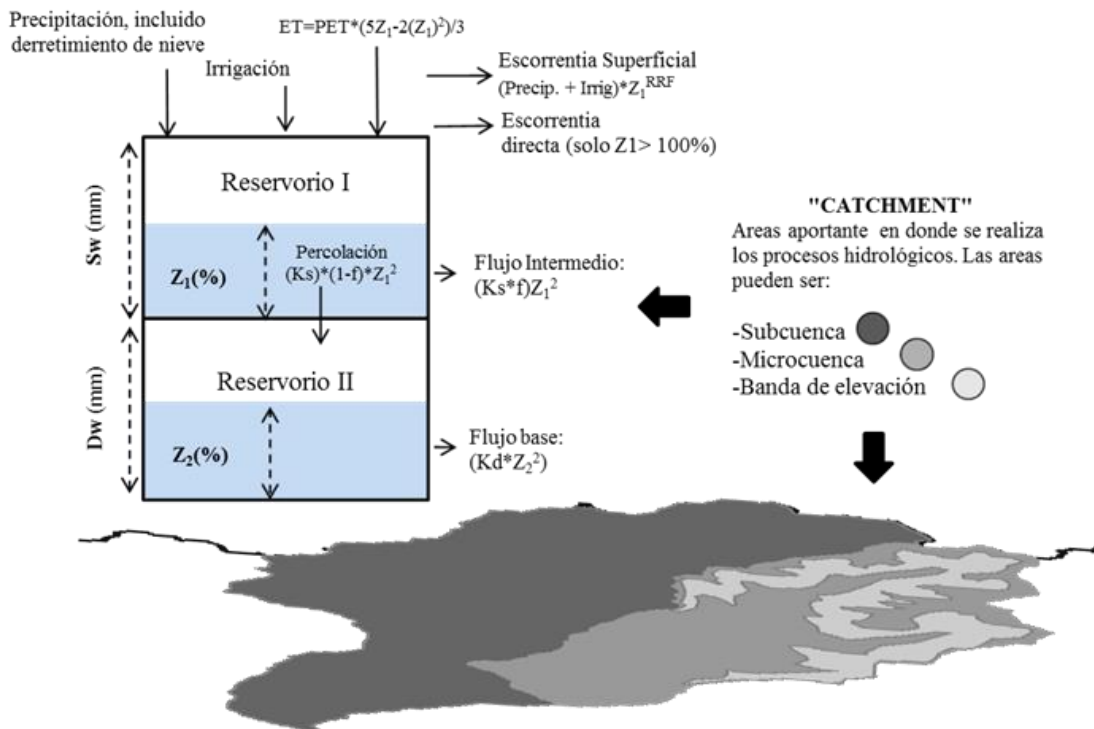 Precipitación, incluido
derretimiento de nieve
Irrigación
ET=PET*(5Z₁-2(Z₁)²)/3
Escorrentia Superficial
(Precip. + Irrig)*Z₁ᴿᴿᶠ
Escorrentia
directa (solo Z1> 100%)
Sw (mm)
Reservorio I
Z₁(%)
Percolación
(Ks)*(1-f)*Z₁²
Flujo Intermedio:
(Ks*f)Z₁²
Dw (mm)
Reservorio II
Z₂(%)
Flujo base:
(Kd*Z₂²)
"CATCHMENT"
Areas aportante en donde se realiza
los procesos hidrológicos. Las areas
pueden ser:
-Subcuenca
-Microcuenca
-Banda de elevación